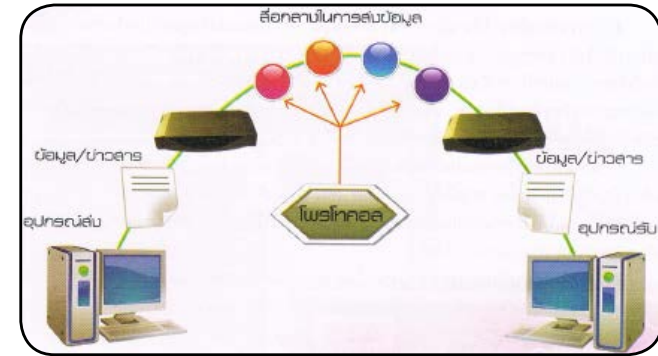 สื่อกลางในการส่งข้อมูล
ข้อมูล/ข่าวสาร
ข้อมูล/ข่าวสาร
อุปกรณ์ส่ง
โพรโทคอล
อุปกรณ์รับ